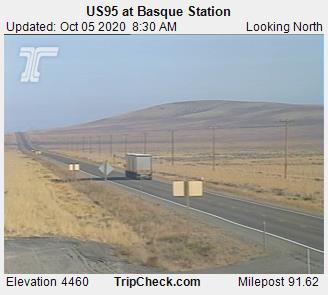 US95 at Basque Station
Updated: Oct 05 2020 8:30 AM Looking North
Elevation 4460 TripCheck.com Milepost 91.62